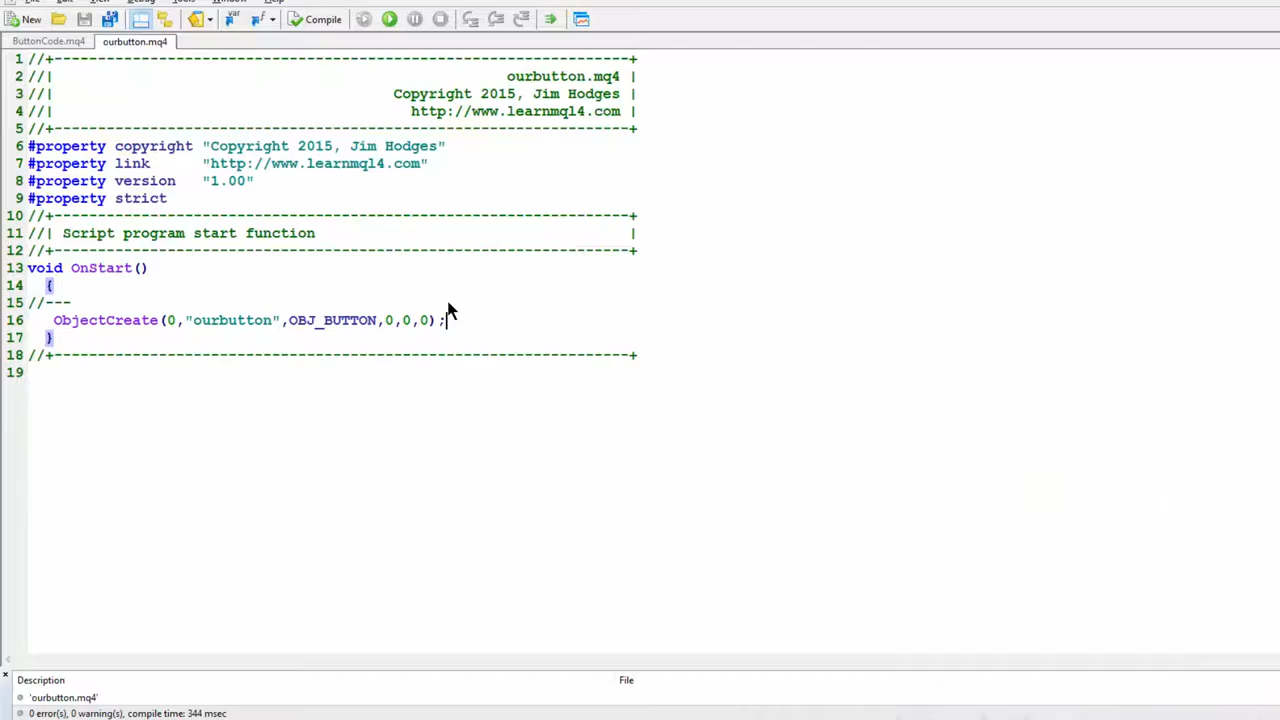 New Compile
ButtonCode.mq4 ourbutton.mq4
1 //+------------------------------------------------------------------+
2 //| ourbutton.mq4 |
3 //| Copyright 2015, Jim Hodges |
4 //| http://www.learnmql4.com |
5 //+------------------------------------------------------------------+
6 #property copyright "Copyright 2015, Jim Hodges"
7 #property link "http://www.learnmql4.com"
8 #property version "1.00"
9 #property strict
10 //+------------------------------------------------------------------+
11 //| Script program start function |
12 //+------------------------------------------------------------------+
13 void OnStart()
14 {
15 //---
16 ObjectCreate(0,"ourbutton",OBJ_BUTTON,0,0,0);
17 }
18 //+------------------------------------------------------------------+
19
Description File
'ourbutton.mq4'
0 error(s), 0 warning(s), compile time: 344 msec